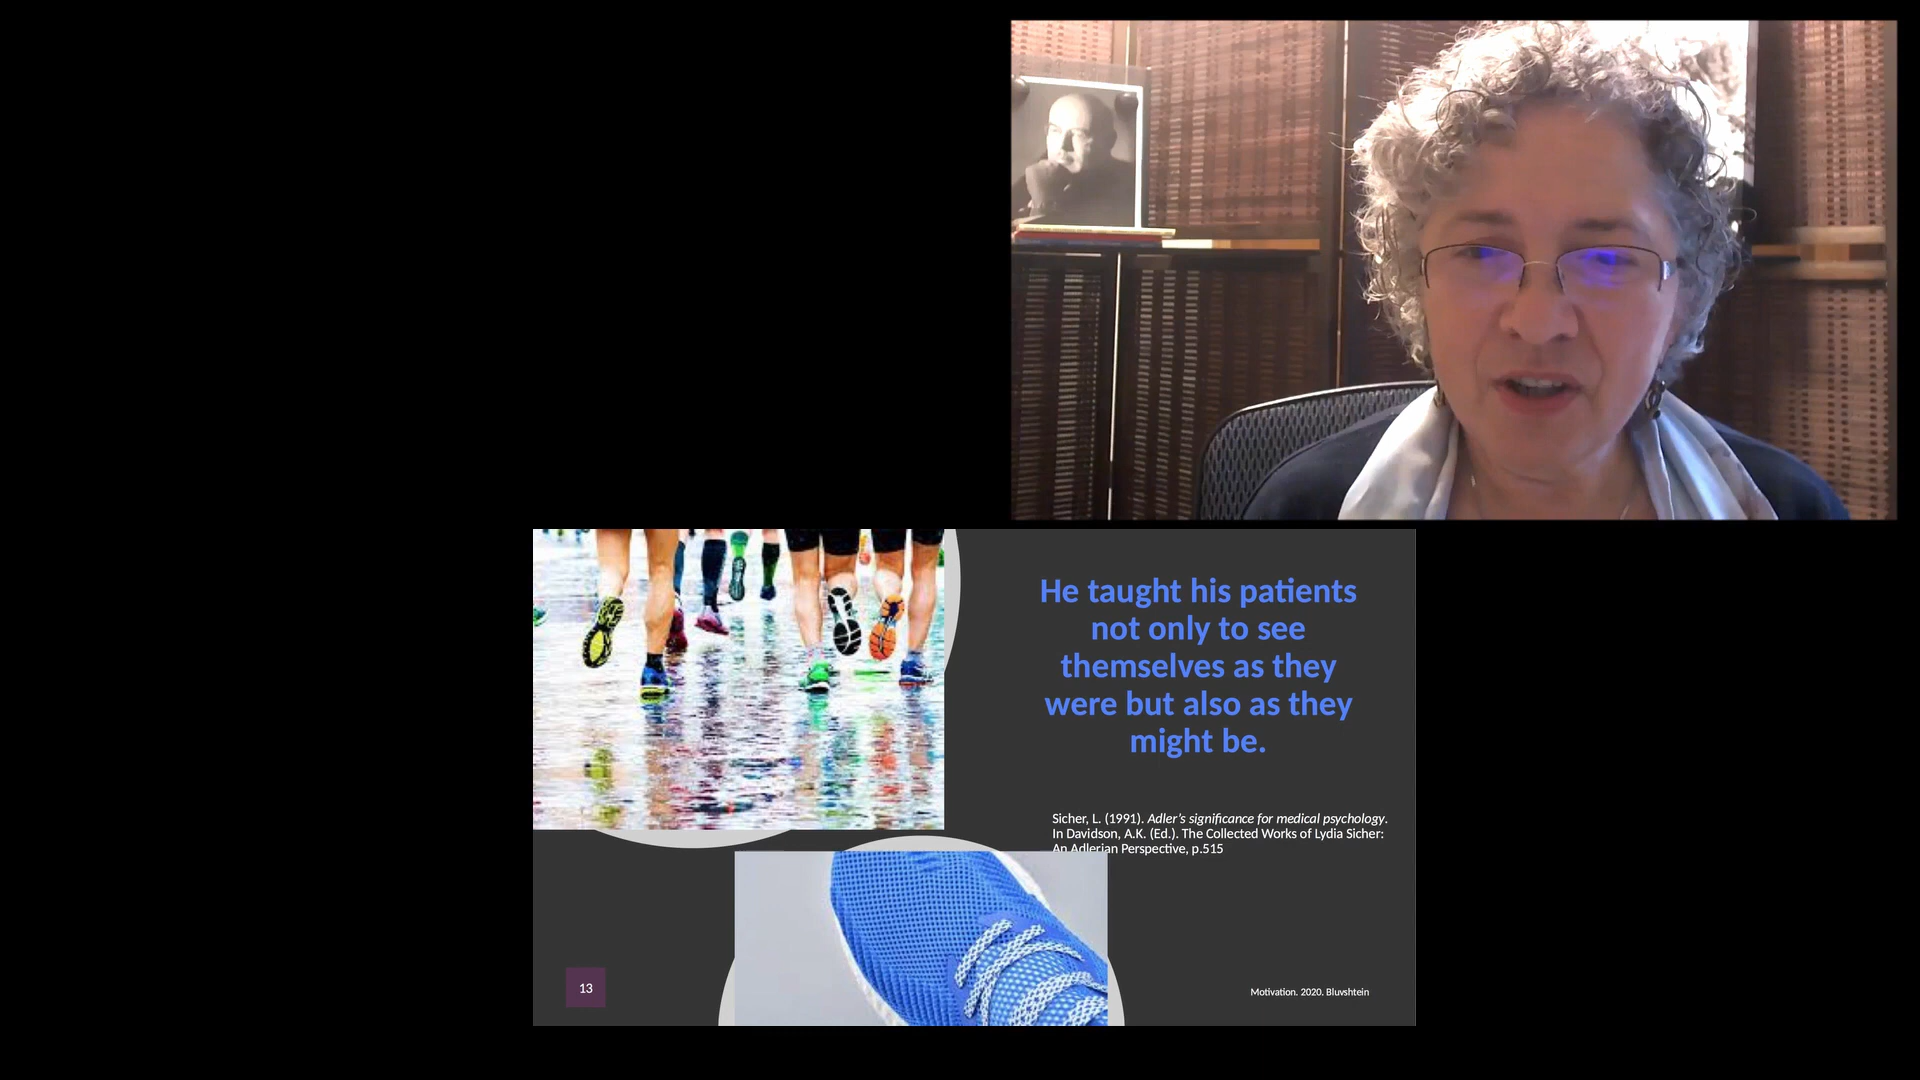 He taught his patients
not only to see
themselves as they
were but also as they
might be.
Sicher, L. (1991). Adler's significance for medical psychology.
In Davidson, A.K. (Ed.). The Collected Works of Lydia Sicher:
An Adlerian Perspective, p.515
13
Motivation. 2020. Bluvshtein